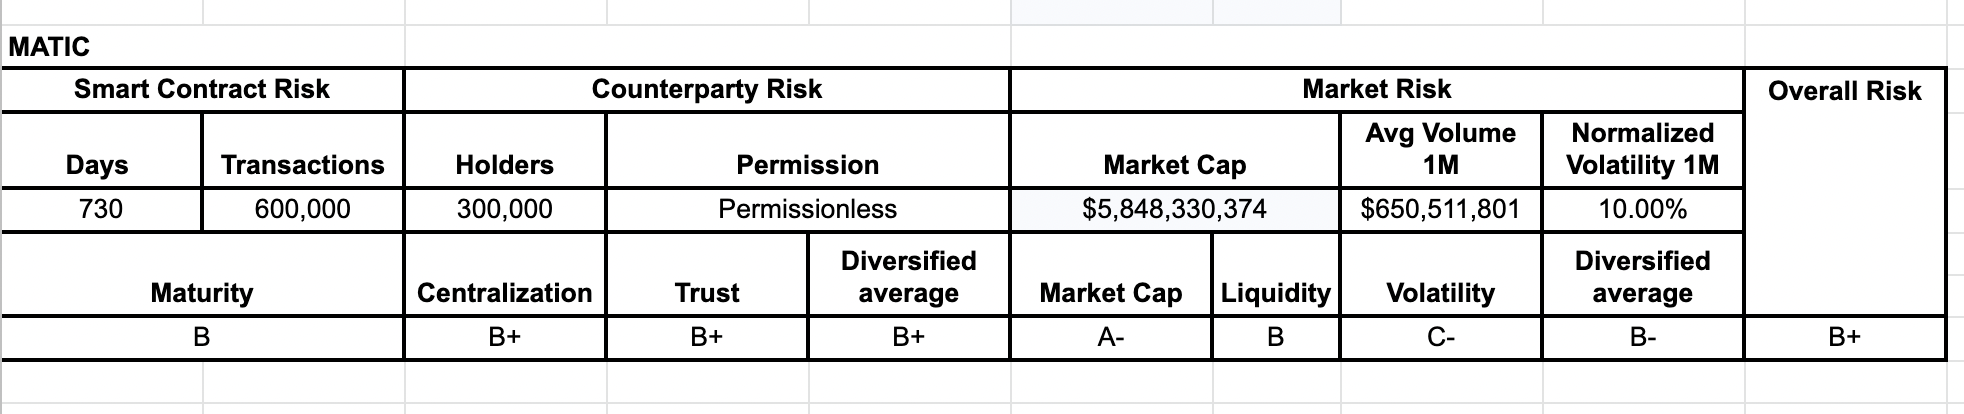 MATIC
Smart Contract Risk Counterparty Risk Market Risk Overall Risk
Days Transactions Holders Permission Market Cap Avg Volume 1M Normalized Volatility 1M
730 600,000 300,000 Permissionless $5,848,330,374 $650,511,801 10.00%
Maturity Centralization Trust Diversified average Market Cap Liquidity Volatility Diversified average
B B+ B+ B+ A- B C- B- B+